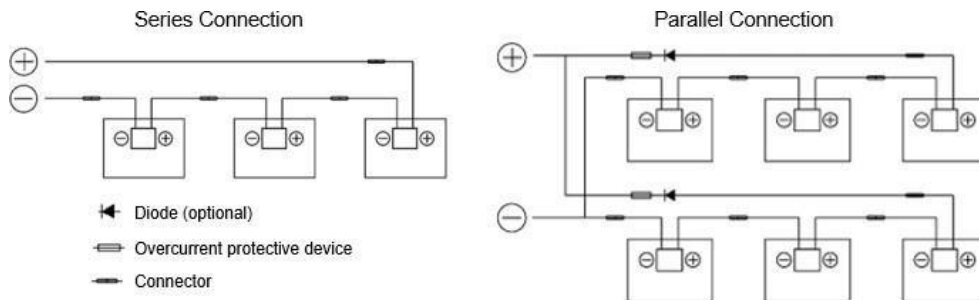 Series Connection
Parallel Connection
Diode (optional)
Overcurrent protective device
Connector